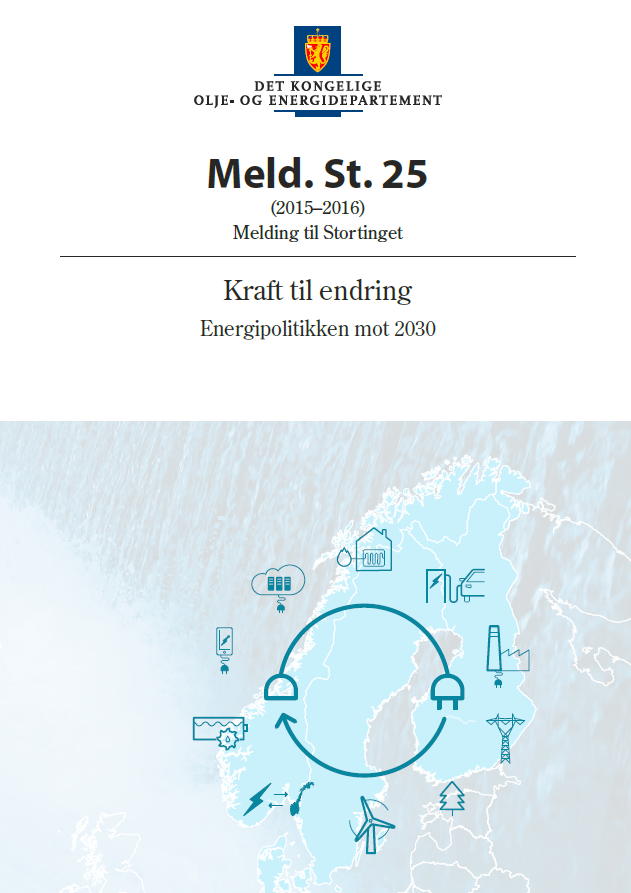 DET KONGELIGE
OLJE- OG ENERGIDEPARTEMENT
Meld. St. 25
(2015–2016)
Melding til Stortinget
Kraft til endring
Energipolitikken mot 2030